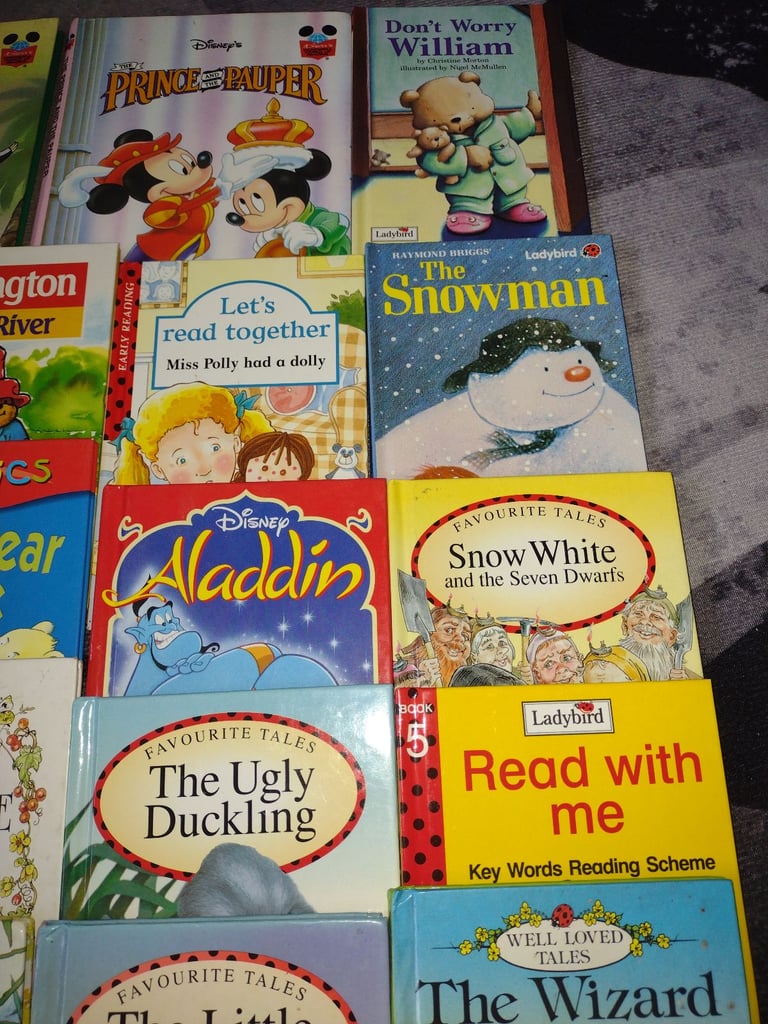 Disney's
THE
PRINCE AND THE PAUPER
Don't Worry
William
by Christine Morton
illustrated by Nigel McMullen
Ladybird
ngton
River
EARLY READING
Let's
read together
Miss Polly had a dolly
RAYMOND BRIGGS'
Ladybird
The
Snowman
ICS
ear
Disney
Aladdin
FAVOURITE TALES
Snow White
and the Seven Dwarfs
E
FAVOURITE TALES
The Ugly
Duckling
BOOK
5
Ladybird
Read with
me
Key Words Reading Scheme
FAVOURITE TALES
The Little
WELL LOVED
TALES
The Wizard